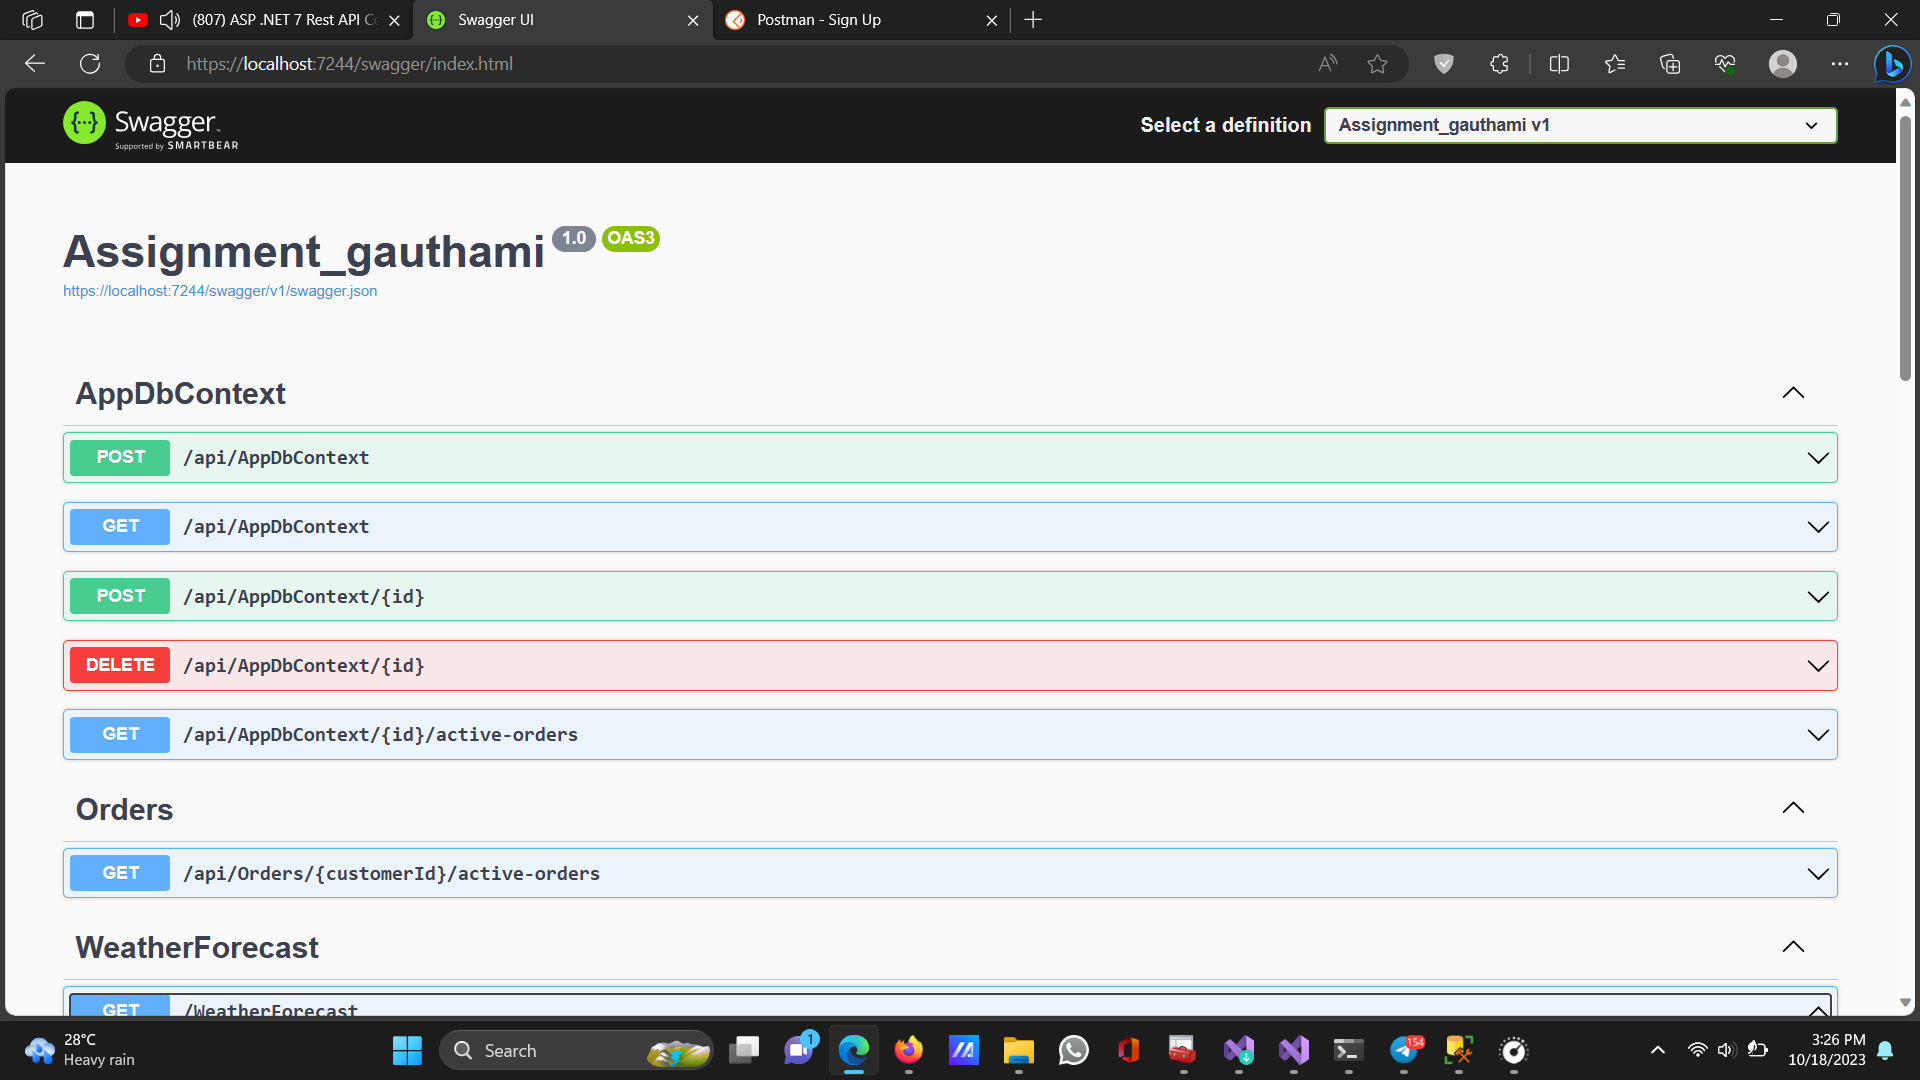 (807) ASP .NET 7 Rest API Co
Swagger UI
Postman - Sign Up
https://localhost:7244/swagger/index.html
Swagger
Supported by SMARTBEAR
Select a definition
Assignment_gauthami v1
Assignment_gauthami 1.0 OAS3
https://localhost:7244/swagger/v1/swagger.json
AppDbContext
POST /api/AppDbContext
GET /api/AppDbContext
POST /api/AppDbContext/{id}
DELETE /api/AppDbContext/{id}
GET /api/AppDbContext/{id}/active-orders
Orders
GET /api/Orders/{customerId}/active-orders
WeatherForecast
GET /WeatherForecast
28°C
Heavy rain
Search
1
154
3:26 PM
10/18/2023